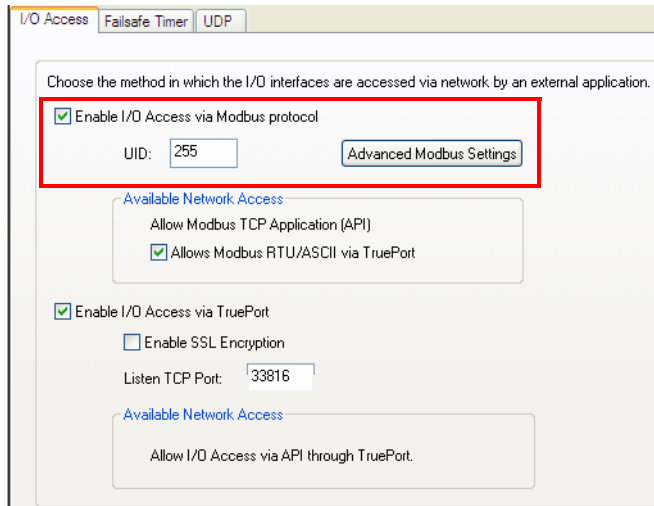 I/O Access Failsafe Timer UDP
Choose the method in which the I/O interfaces are accessed via network by an external application.
Enable I/O Access via Modbus protocol
UID: 255 Advanced Modbus Settings
Available Network Access
Allow Modbus TCP Application (API)
Allows Modbus RTU/ASCII via TruePort
Enable I/O Access via TruePort
Enable SSL Encryption
Listen TCP Port: 33816
Available Network Access
Allow I/O Access via API through TruePort.